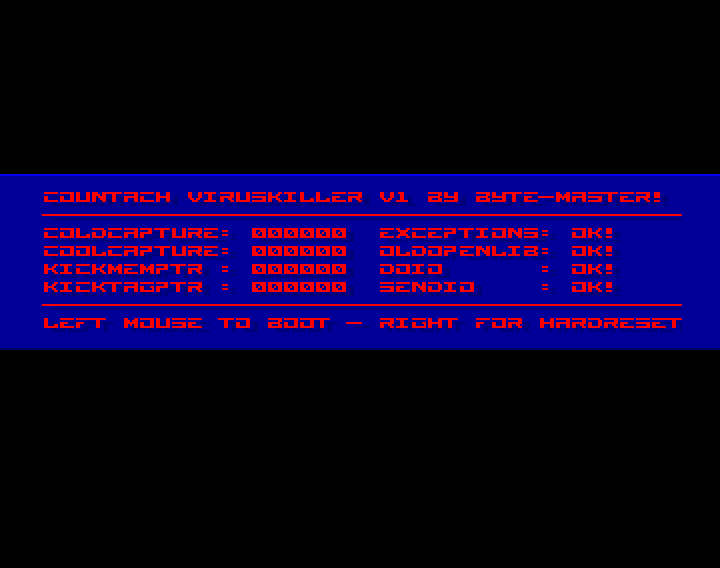 COUNTACH VIRUSKILLER V1 BY BYTE-MASTER!
COLDCAPTURE: 000000 EXCEPTIONS: OK!
COOLCAPTURE: 000000 OLDOPENLIB: OK!
KICKMEMPTR : 000000 DOIO : OK!
KICKTAGPTR : 000000 SENDIO : OK!
LEFT MOUSE TO BOOT - RIGHT FOR HARDRESET